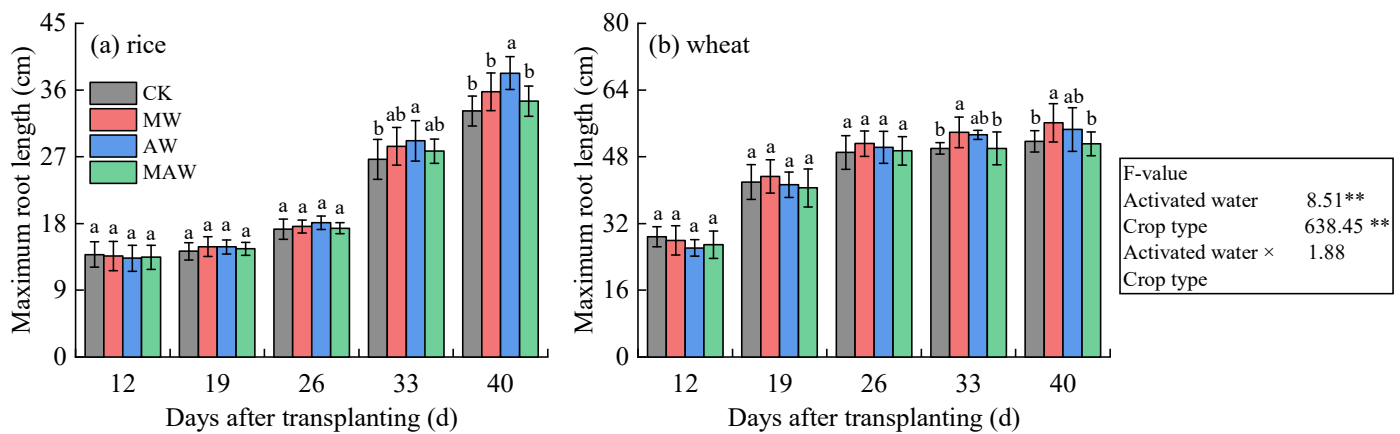 (a) rice
Maximum root length (cm)
45
36
27
18
9
0
CK
MW
AW
MAW
a a a a
a a a a
a a a a
b ab a ab
b b a b
12 19 26 33 40
Days after transplanting (d)
(b) wheat
Maximum root length (cm)
80
64
48
32
16
0
a a a a
a a a a
a a a a
b a ab b
b a ab b
12 19 26 33 40
Days after transplanting (d)
F-value
Activated water 8.51**
Crop type 638.45 **
Activated water × 1.88
Crop type